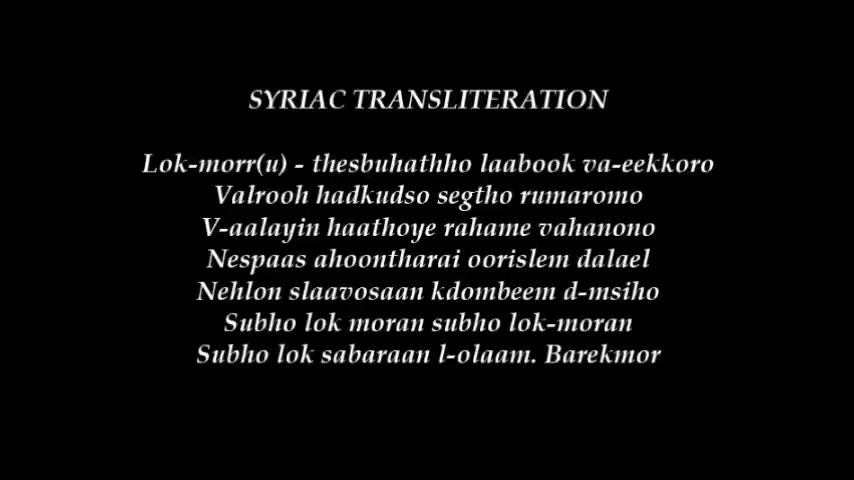 SYRIAC TRANSLITERATION
Lok-morr(u) - thesbuhathho laabook va-eekkoro
Valrooh hadkudso segtho rumaromo
V-aalayin haathoye rahame vahanono
Nespaas ahoontharai oorislem dalael
Nehlon slaavosaan kdombeem d-msiho
Subho lok moran subho lok-moran
Subho lok sabaraan l-olaam. Barekmor